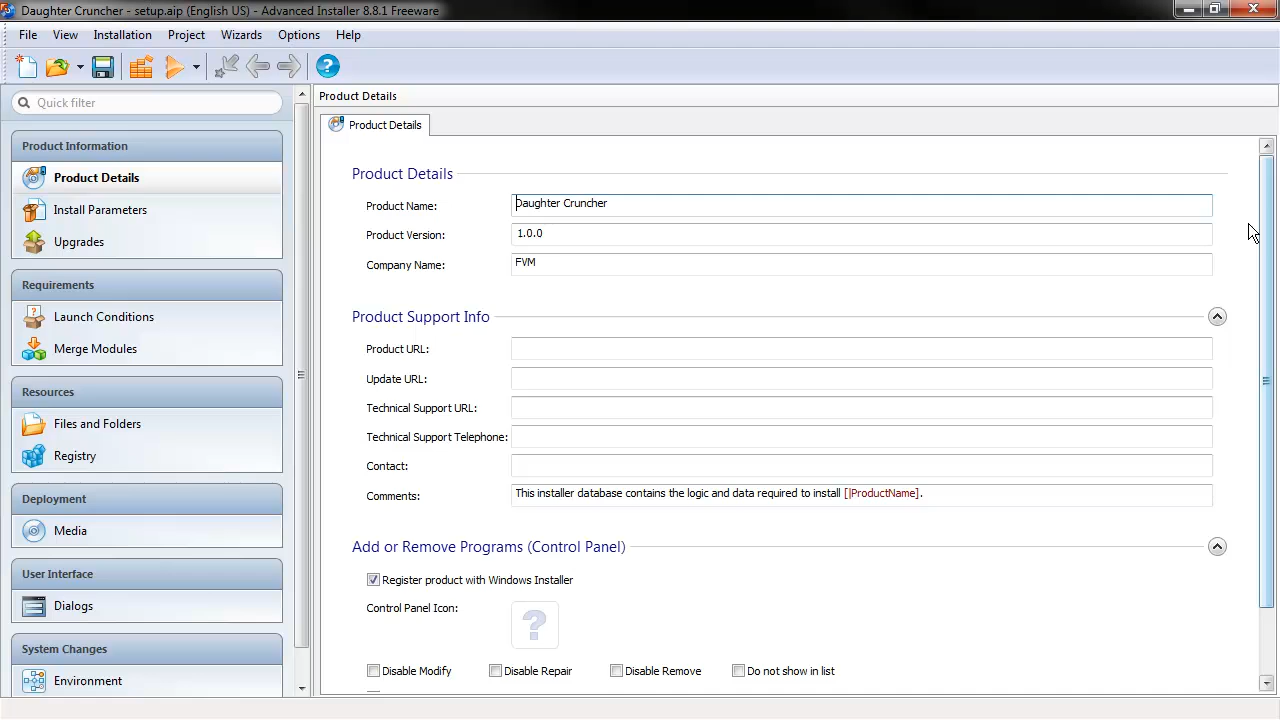 Daughter Cruncher - setup.aip (English US) - Advanced Installer 8.8.1 Freeware
File View Installation Project Wizards Options Help
Quick filter
Product Information
Product Details
Install Parameters
Upgrades
Requirements
Launch Conditions
Merge Modules
Resources
Files and Folders
Registry
Deployment
Media
User Interface
Dialogs
System Changes
Environment
Product Details
Product Details
Product Details
Product Name: Daughter Cruncher
Product Version: 1.0.0
Company Name: FVM
Product Support Info
Product URL:
Update URL:
Technical Support URL:
Technical Support Telephone:
Contact:
Comments: This installer database contains the logic and data required to install [|ProductName].
Add or Remove Programs (Control Panel)
Register product with Windows Installer
Control Panel Icon:
Disable Modify Disable Repair Disable Remove Do not show in list